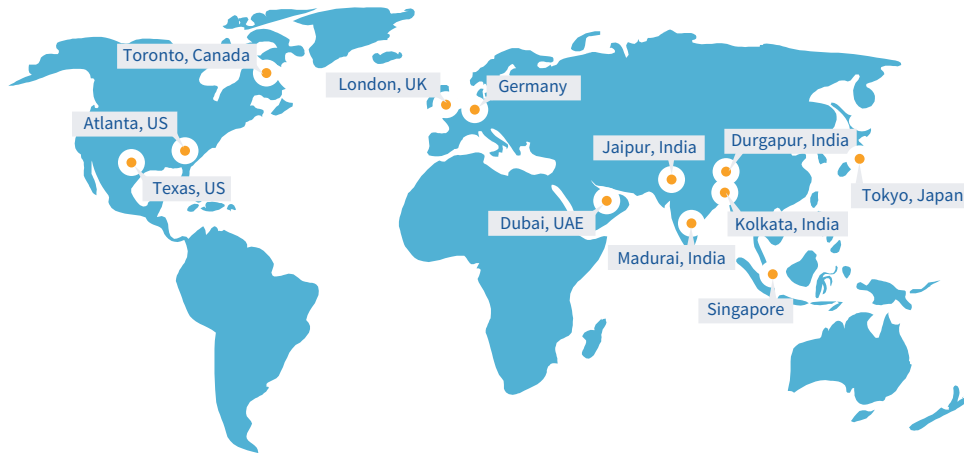 Toronto, Canada
London, UK
Germany
Atlanta, US
Texas, US
Jaipur, India
Durgapur, India
Tokyo, Japan
Dubai, UAE
Kolkata, India
Madurai, India
Singapore